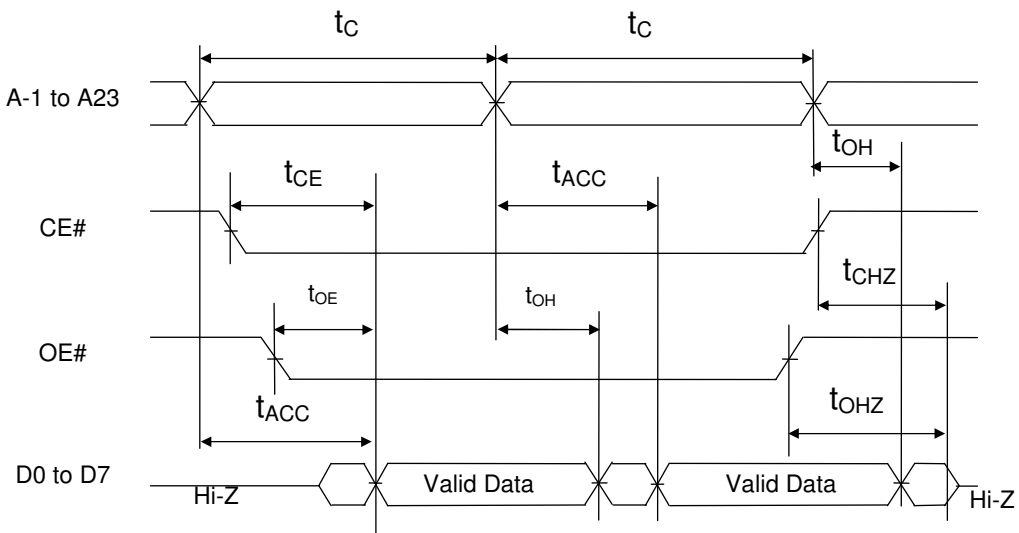 tC tC
A-1 to A23
tOH
tCE tACC
CE#
tCHZ
tOE tOH
OE#
tACC tOHZ
D0 to D7 Hi-Z Valid Data Valid Data Hi-Z